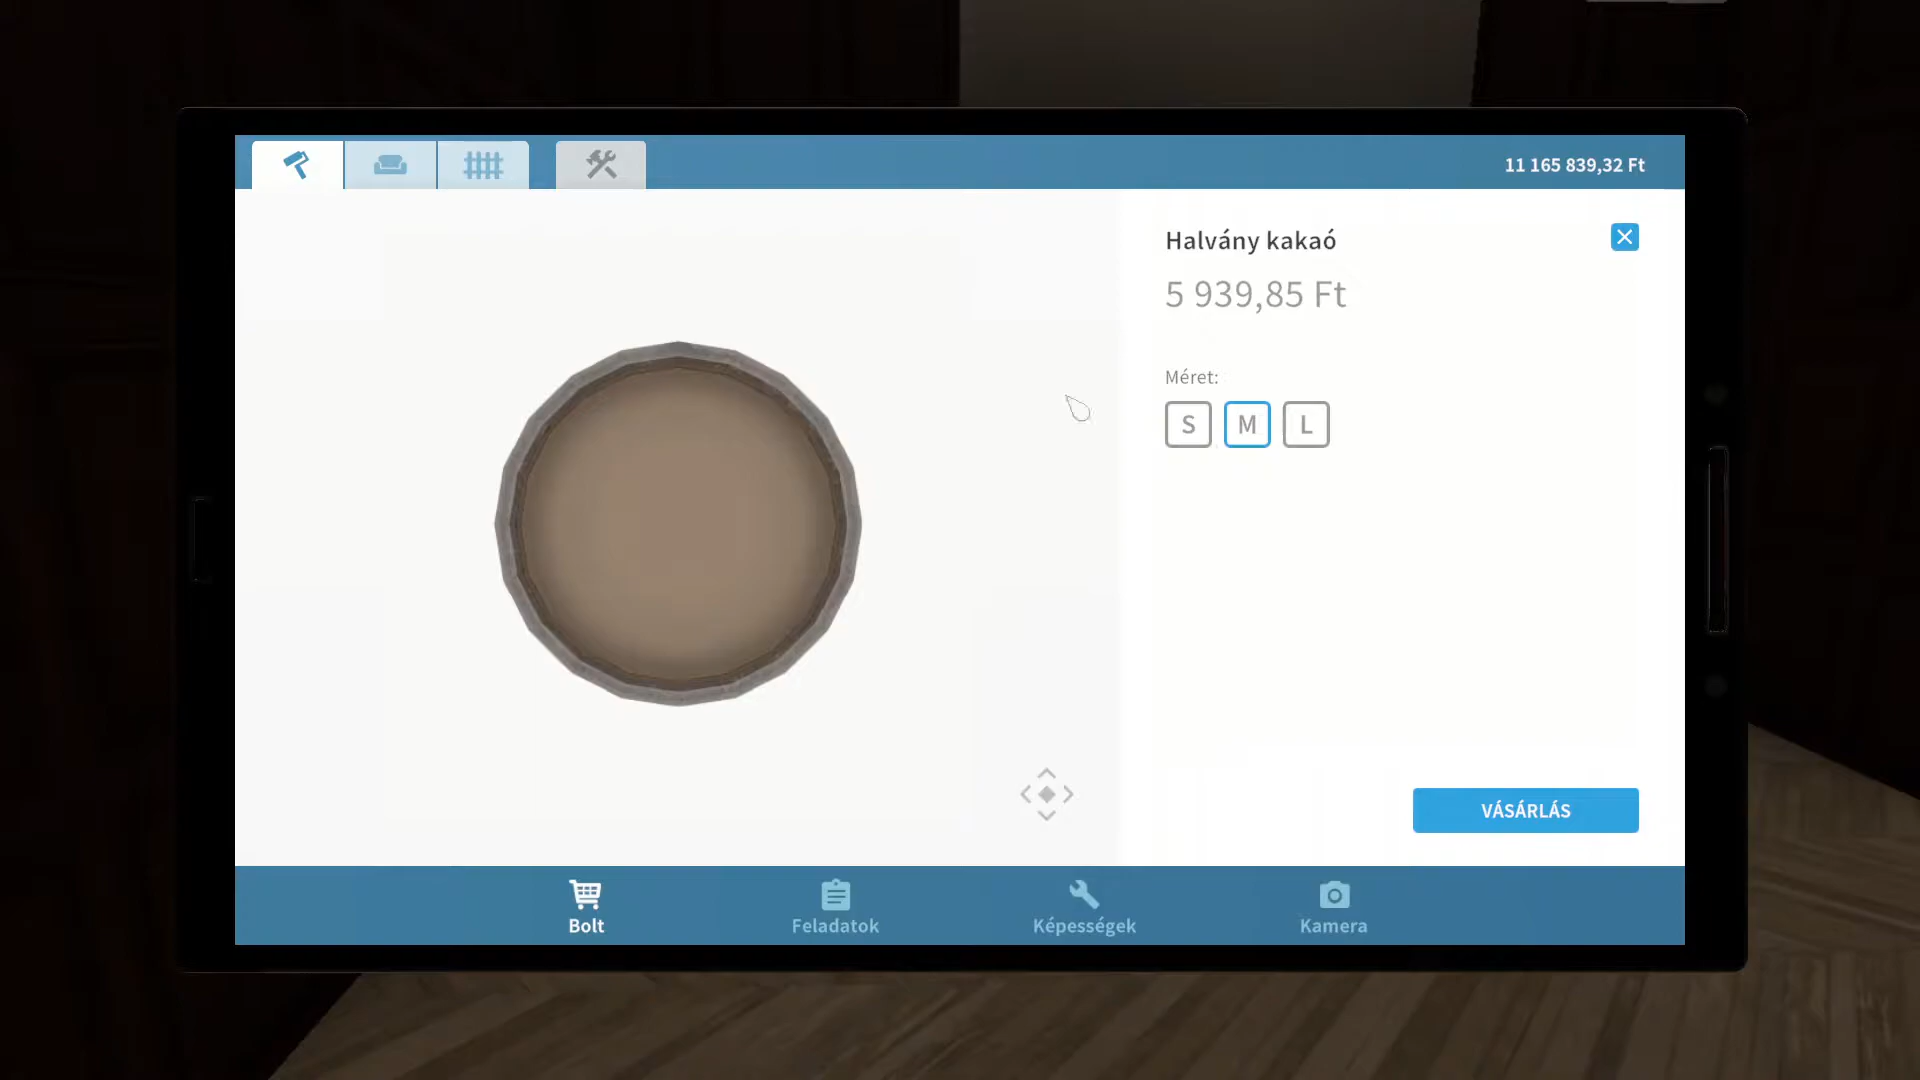 11 165 839,32 Ft
Halvány kakaó
5 939,85 Ft
Méret:
S M L
VÁSÁRLÁS
Bolt Feladatok Képességek Kamera